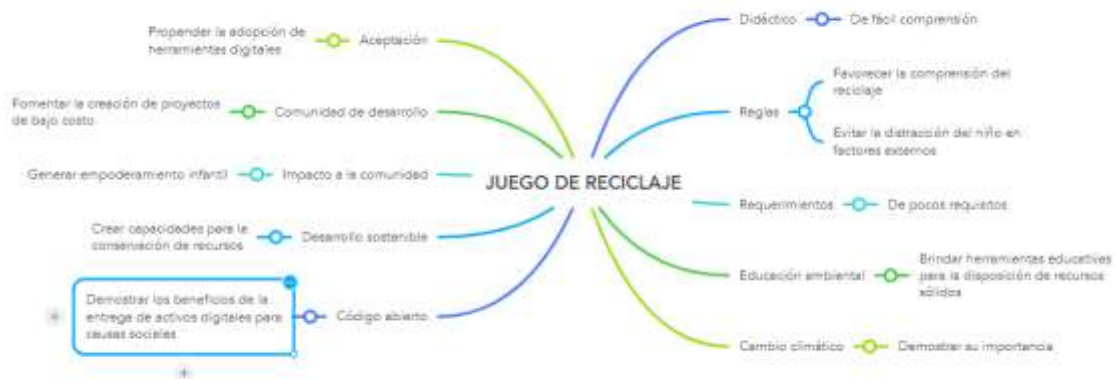 Propender la adopción de
herramientas digitales
Aceptación
Fomentar la creación de proyectos
de bajo costo
Comunidad de desarrollo
Generar empoderamiento infantil
Impacto a la comunidad
Crear capacidades para la
conservación de recursos
Desarrollo sostenible
Demostrar los beneficios de la
entrega de activos digitales para
causas sociales
Código abierto
JUEGO DE RECICLAJE
Didáctico
De fácil comprensión
Reglas
Favorecer la comprensión del
reciclaje
Evitar la distracción del niño en
factores externos
Requerimientos
De pocos requisitos
Educación ambiental
Brindar herramientas educativas
para la disposición de recursos
sólidos
Cambio climático
Demostrar su importancia